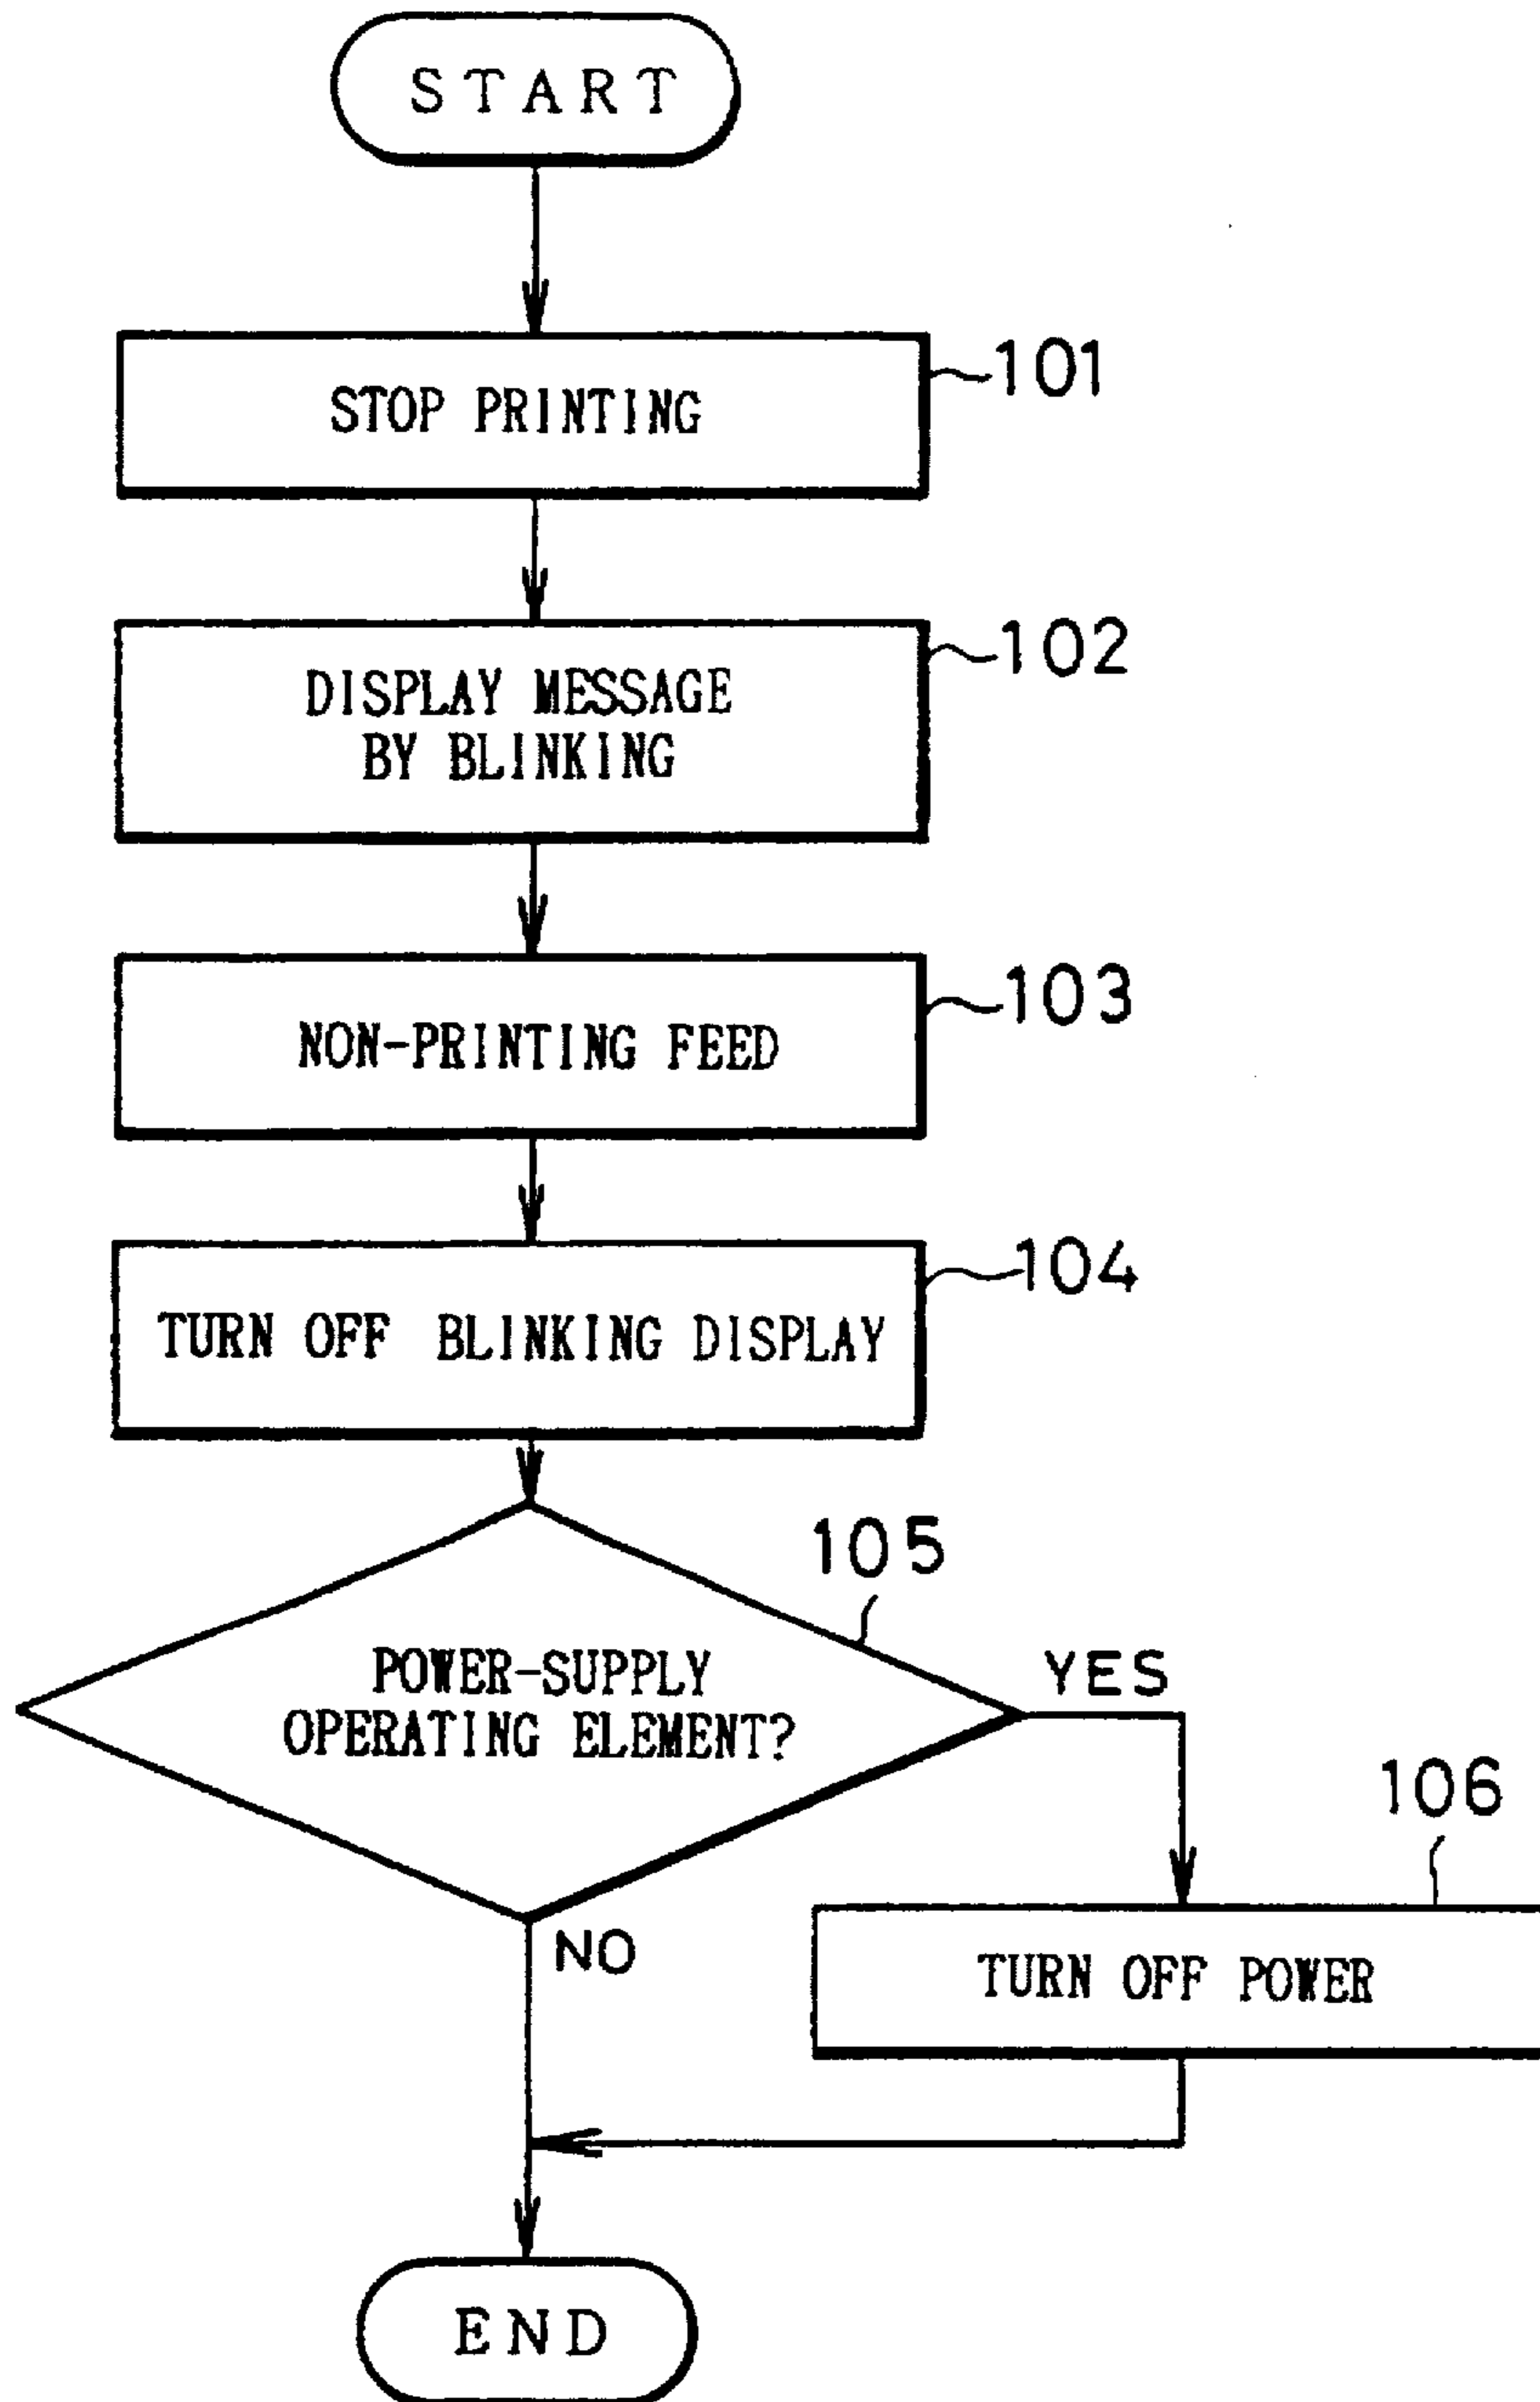 START
STOP PRINTING
101
DISPLAY MESSAGE
BY BLINKING
102
NON-PRINTING FEED
103
TURN OFF BLINKING DISPLAY
104
105
POWER-SUPPLY
OPERATING ELEMENT?
YES
106
NO
TURN OFF POWER
END